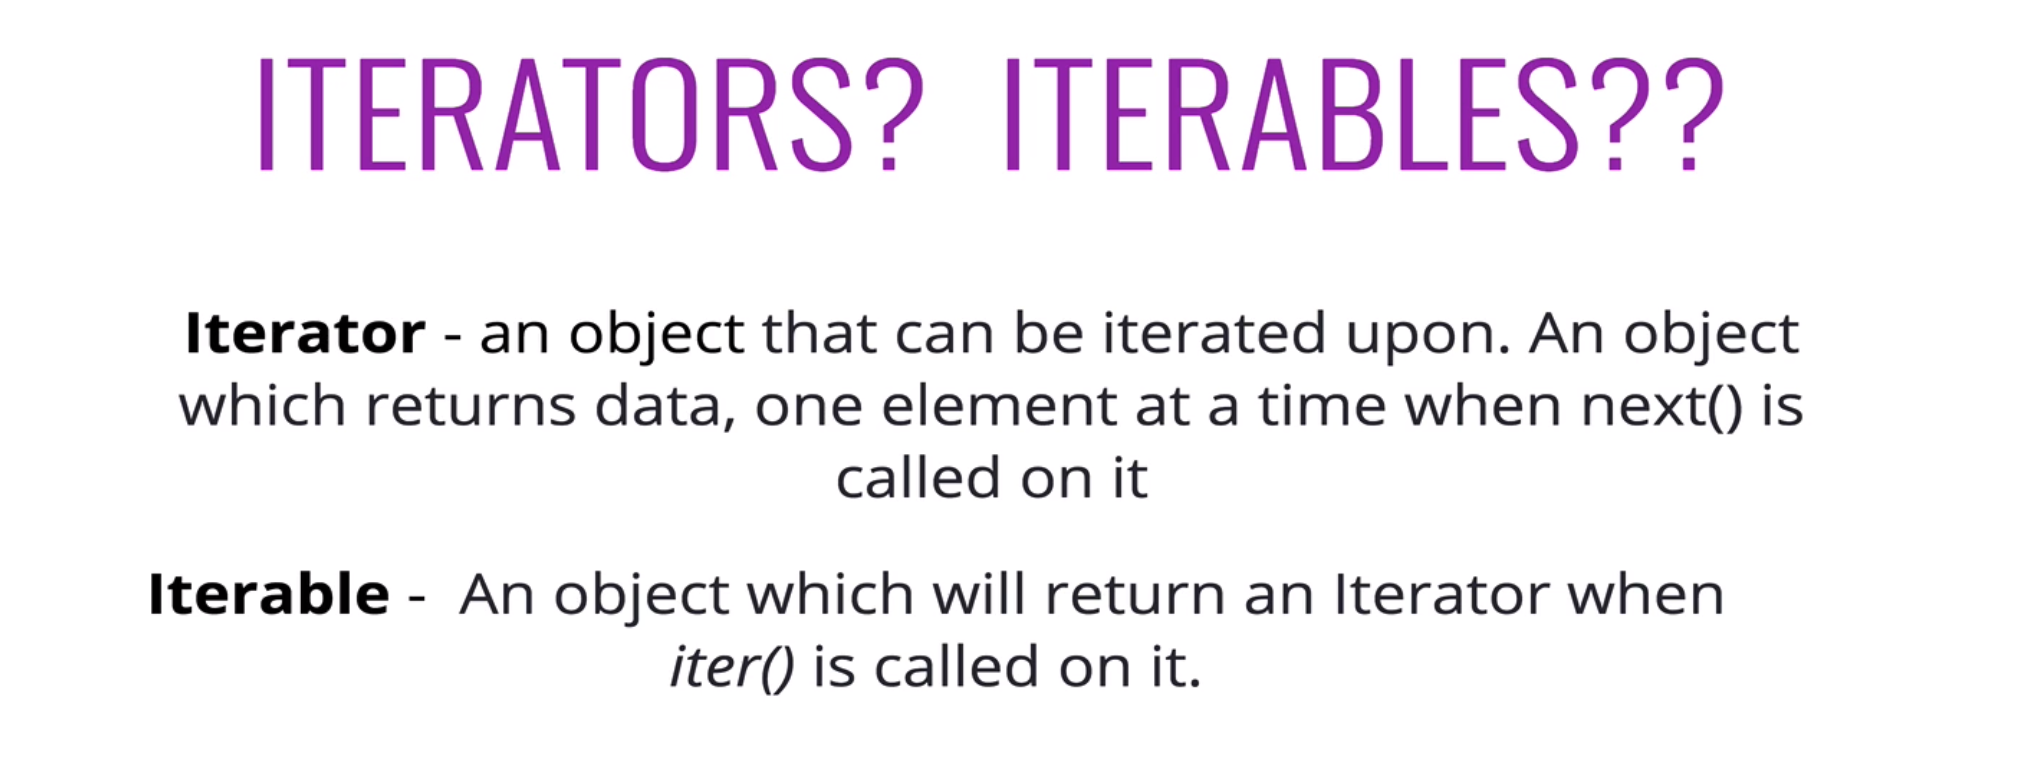 ITERATORS? ITERABLES??
Iterator - an object that can be iterated upon. An object
which returns data, one element at a time when next() is
called on it
Iterable - An object which will return an Iterator when
iter() is called on it.